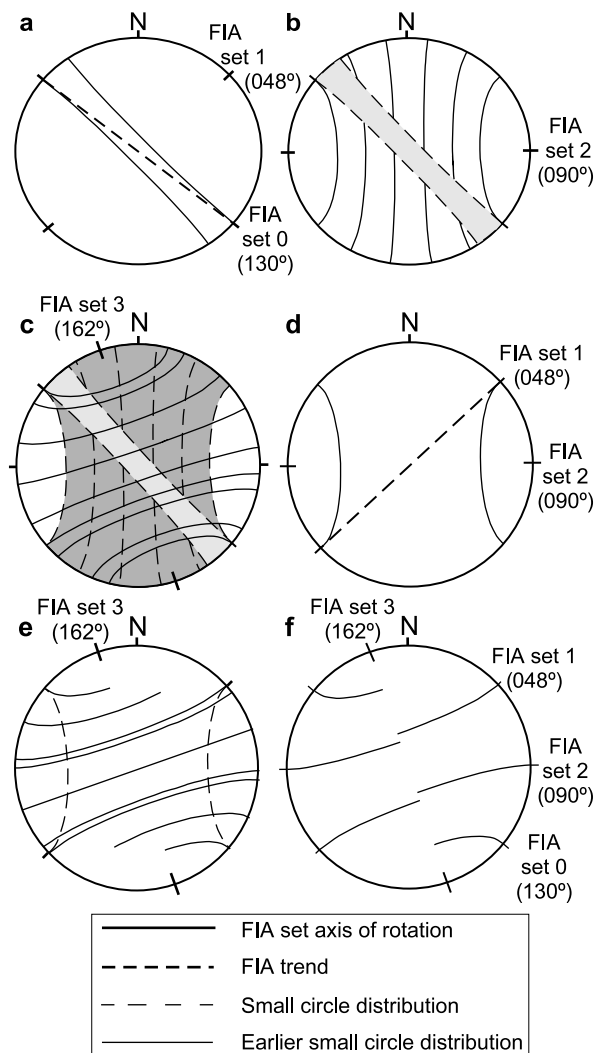 a
N
FIA
set 1
(048º)
FIA
set 0
(130º)
b
N
FIA
set 2
(090º)
c
FIA set 3
(162º)
N
d
N
FIA set 1
(048º)
FIA
set 2
(090º)
e
FIA set 3
(162º)
N
f
FIA set 3
(162º)
N
FIA set 1
(048º)
FIA
set 2
(090º)
FIA
set 0
(130º)
FIA set axis of rotation
FIA trend
Small circle distribution
Earlier small circle distribution